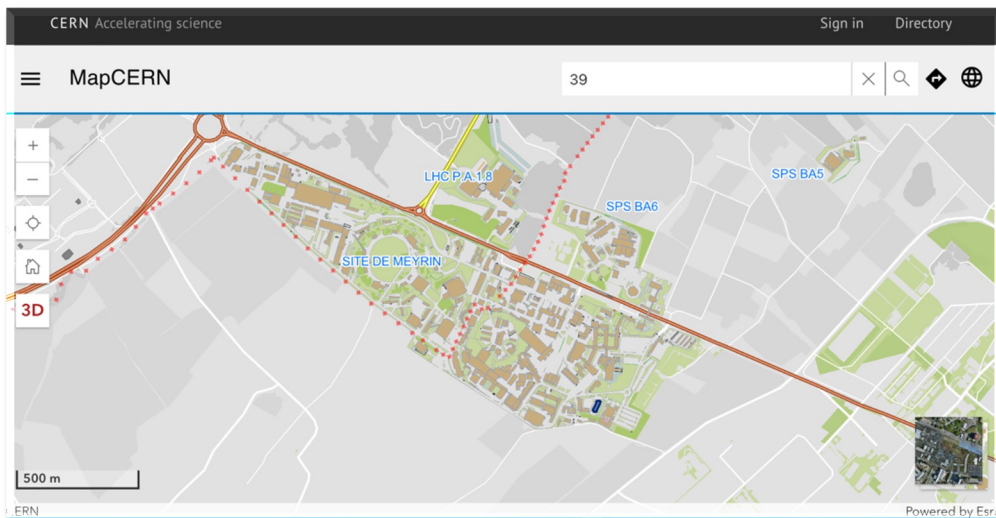 CERN Accelerating science
Sign in Directory
MapCERN
39
+
LHC P.A.1.8
SPS BA5
−
SPS BA6
SITE DE MEYRIN
3D
500 m
ERN
Powered by Esr